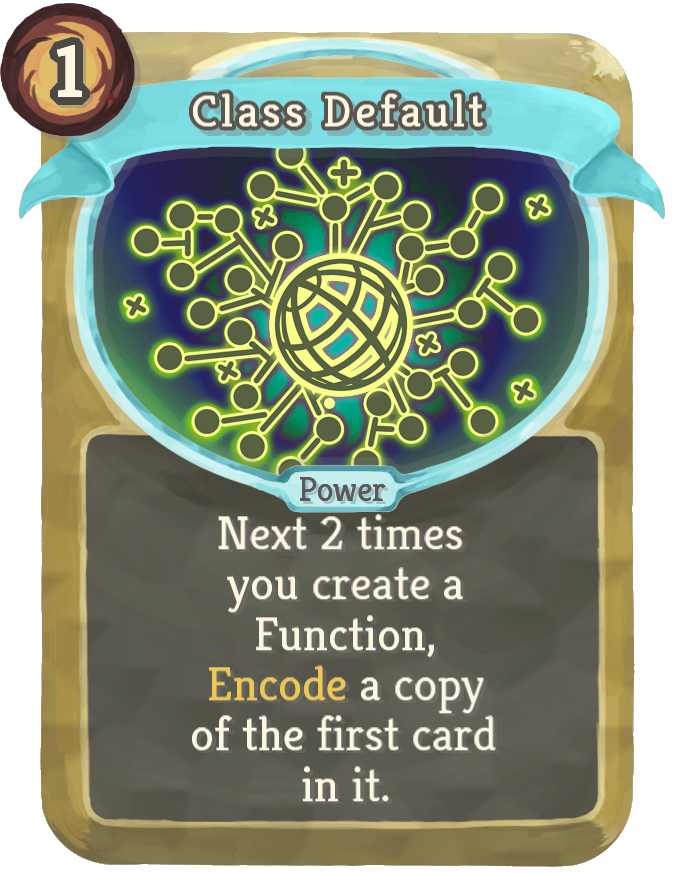 1
Class Default
Power
Next 2 times
you create a
Function,
Encode a copy
of the first card
in it.